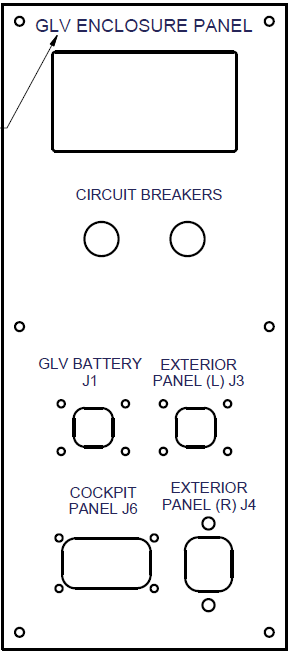 GLV ENCLOSURE PANEL
CIRCUIT BREAKERS
GLV BATTERY
J1
EXTERIOR
PANEL (L) J3
COCKPIT
PANEL J6
EXTERIOR
PANEL (R) J4